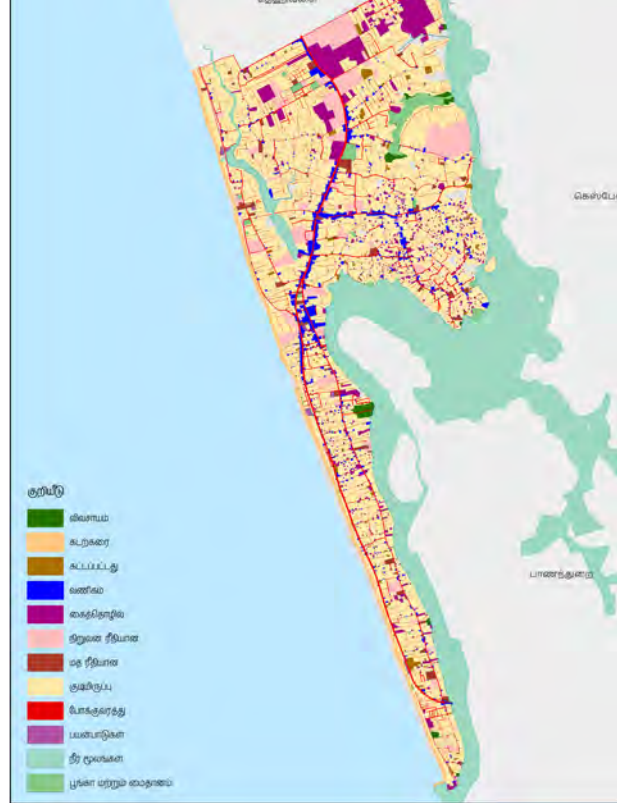 கெஸ்பே
பாணந்துறை
குறியீடு
விவசாயம்
கடற்கரை
கட்டப்பட்டது
வணிகம்
கைத்தொழில்
நிறுவன ரீதியான
மத ரீதியான
குடியிருப்பு
போக்குவரத்து
பயன்பாடுகள்
நீர் மூலங்கள்
பூங்கா மற்றும் மைதானம்